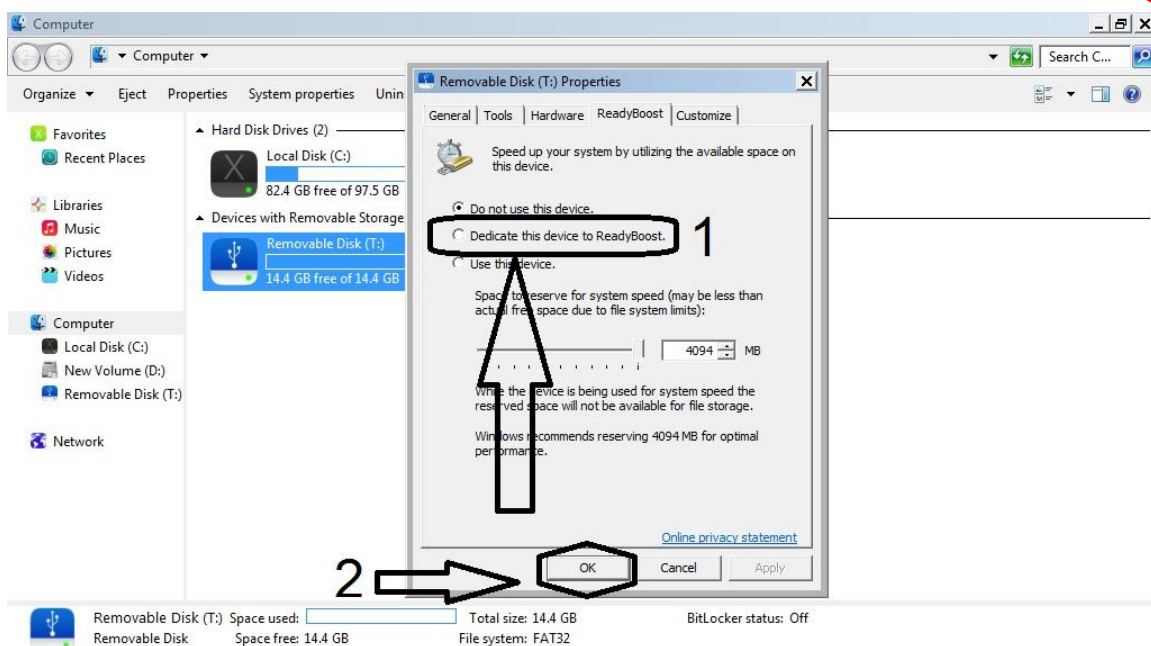 Computer
Computer
Search C...
Organize Eject Properties System properties Unin
Favorites
Recent Places
Libraries
Music
Pictures
Videos
Computer
Local Disk (C:)
New Volume (D:)
Removable Disk (T:)
Network
Hard Disk Drives (2)
Local Disk (C:)
82.4 GB free of 97.5 GB
Devices with Removable Storage
Removable Disk (T:)
14.4 GB free of 14.4 GB
Removable Disk (T:) Properties
General Tools Hardware ReadyBoost Customize
Speed up your system by utilizing the available space on
this device.
Do not use this device.
Dedicate this device to ReadyBoost.
1
Use this device.
Space to reserve for system speed (may be less than
actual free space due to file system limits):
4094 MB
While the device is being used for system speed the
reserved space will not be available for file storage.
Windows recommends reserving 4094 MB for optimal
performance.
Online privacy statement
2
OK Cancel Apply
Removable Disk (T:) Space used: Total size: 14.4 GB BitLocker status: Off
Removable Disk Space free: 14.4 GB File system: FAT32